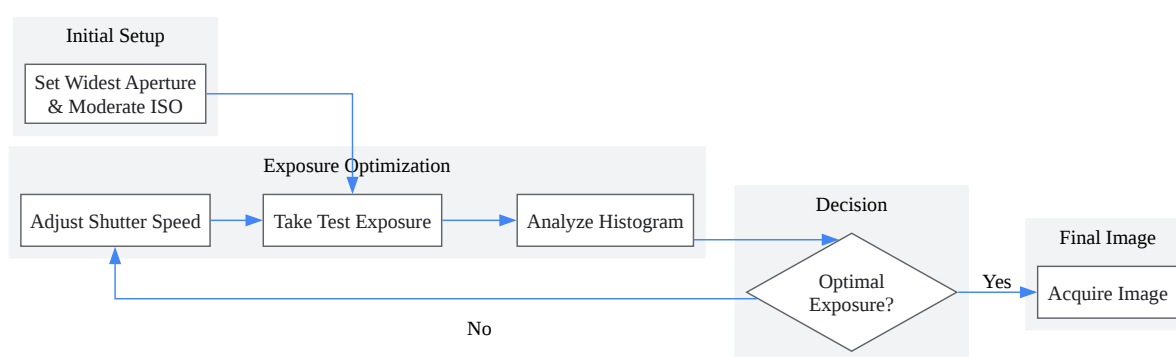 Initial Setup
Set Widest Aperture
& Moderate ISO
Exposure Optimization
Adjust Shutter Speed
Take Test Exposure
Analyze Histogram
Decision
Optimal
Exposure?
Yes
No
Final Image
Acquire Image